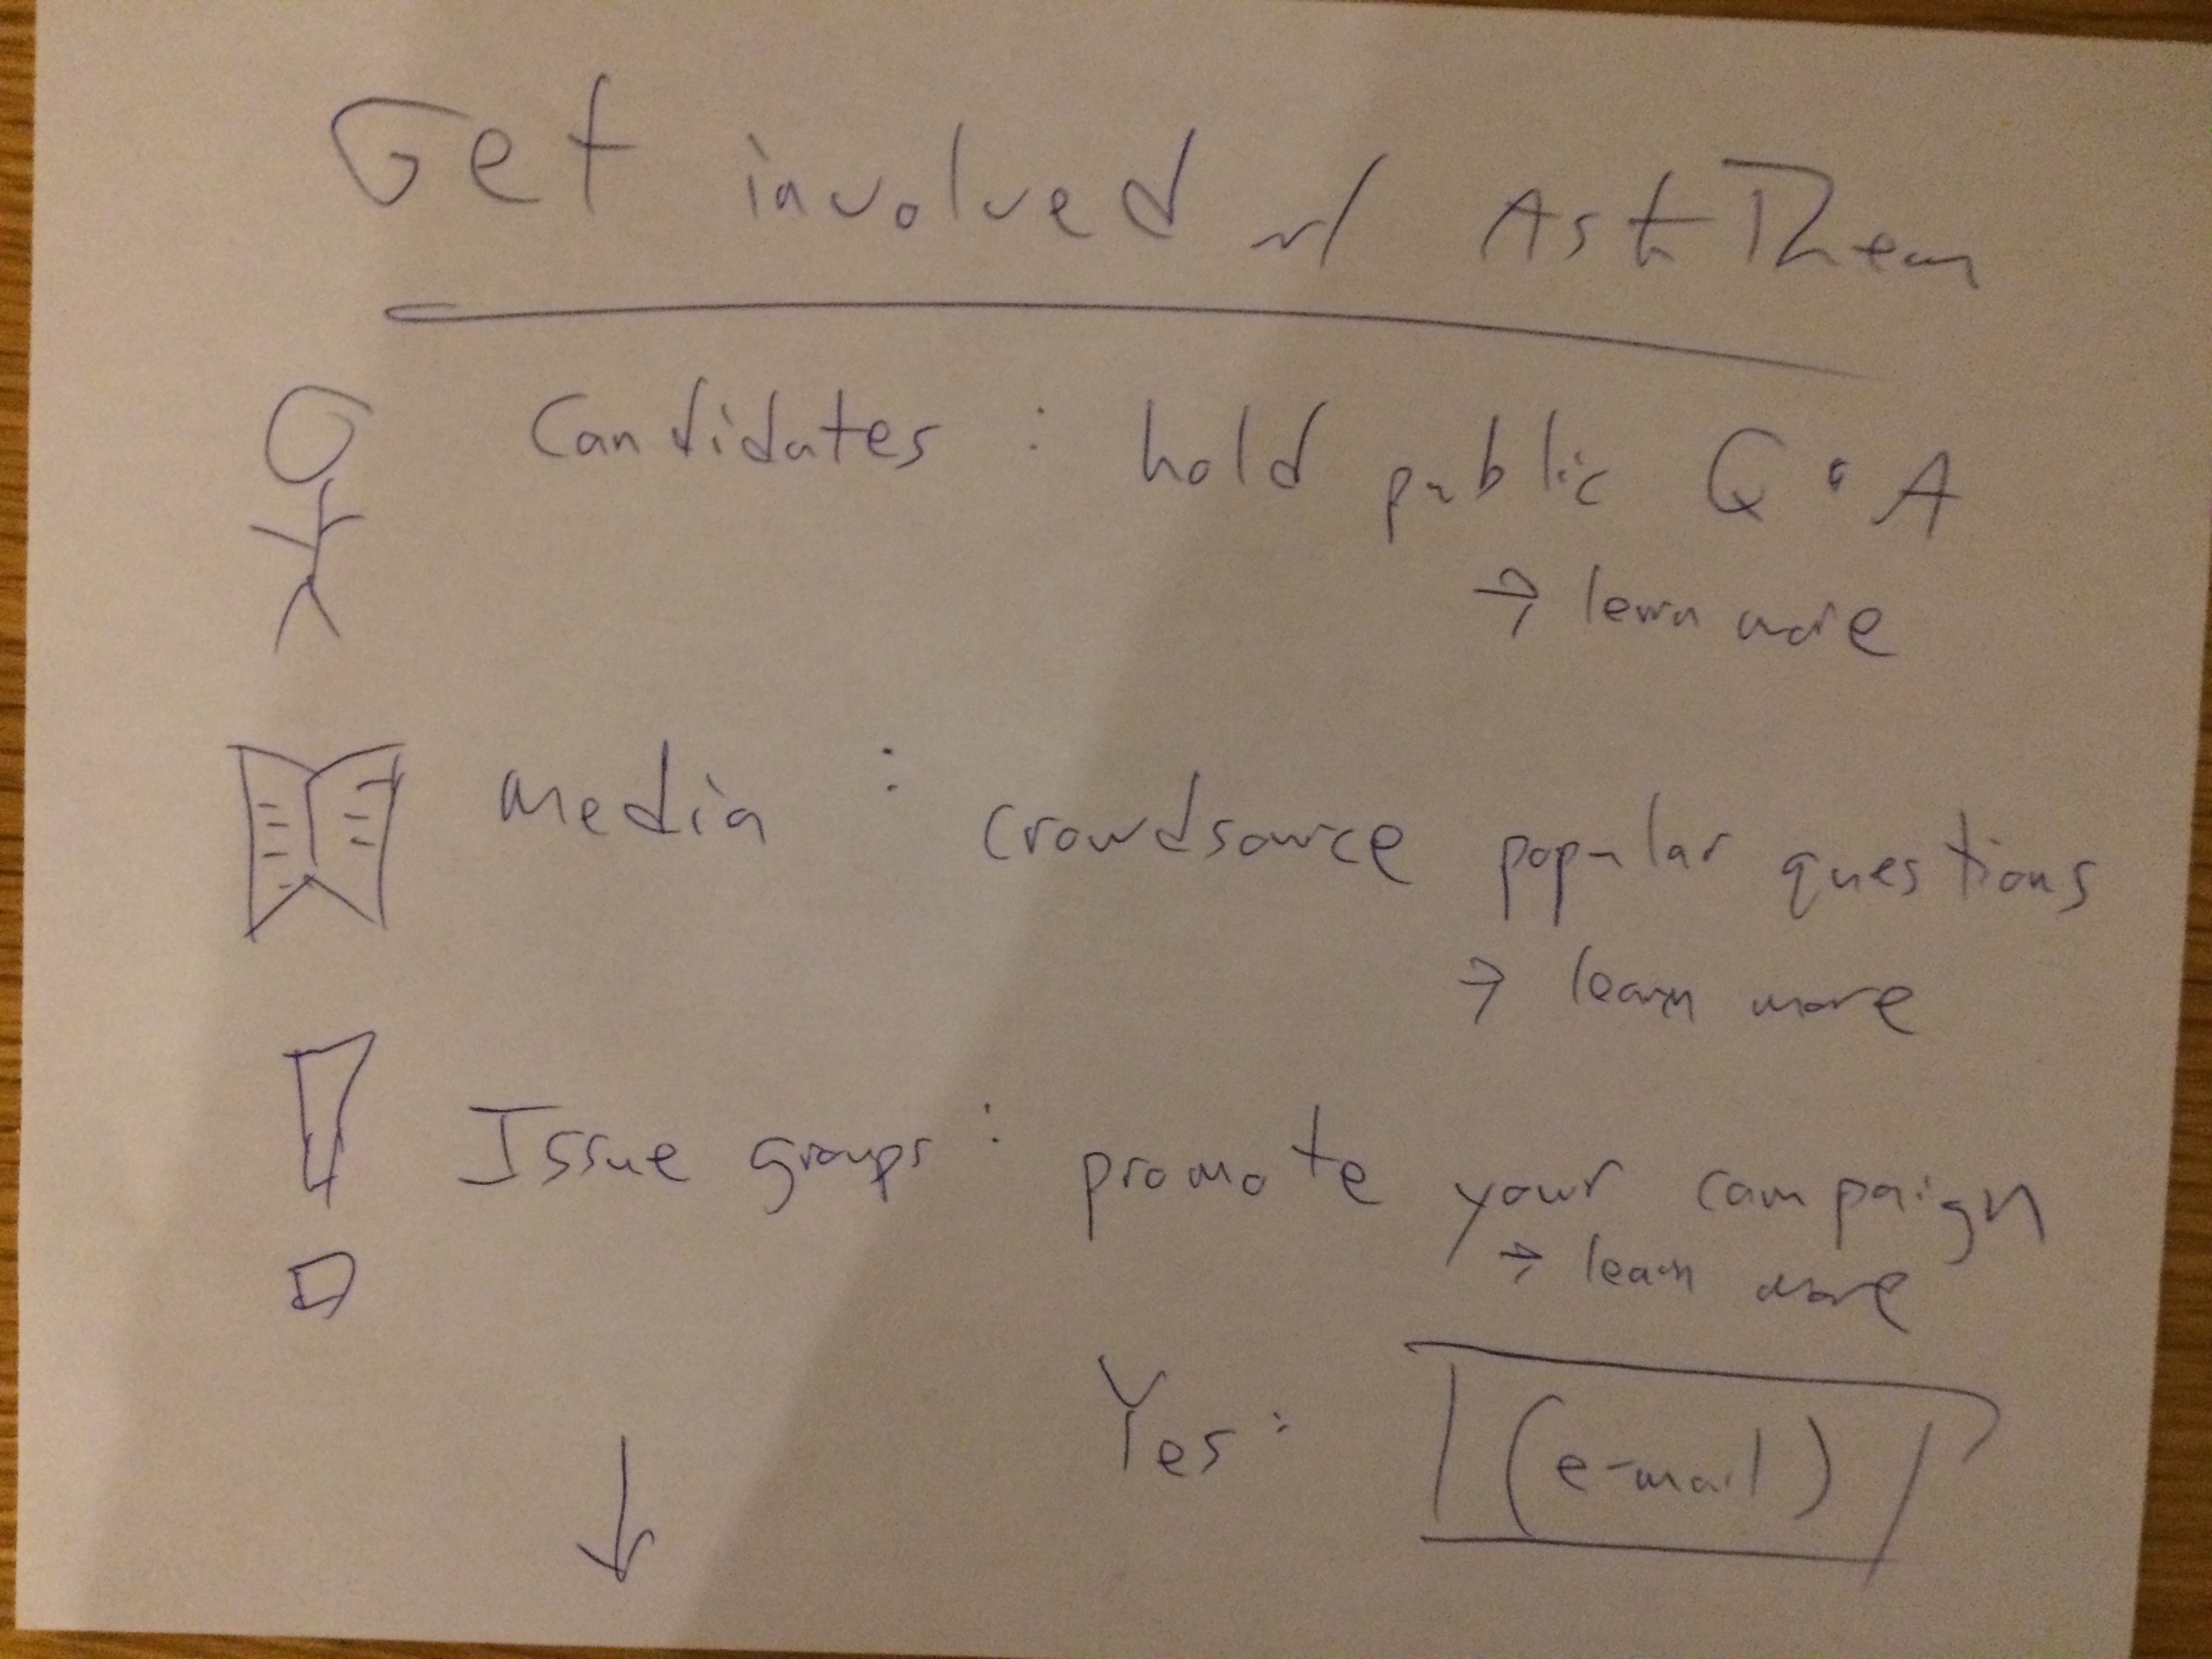 Get involved w/ AskThem
Candidates : hold public Q & A
→ learn more
media : crowdsource popular questions
→ learn more
Issue groups : promote your campaign
→ learn more
Yes: (e-mail)